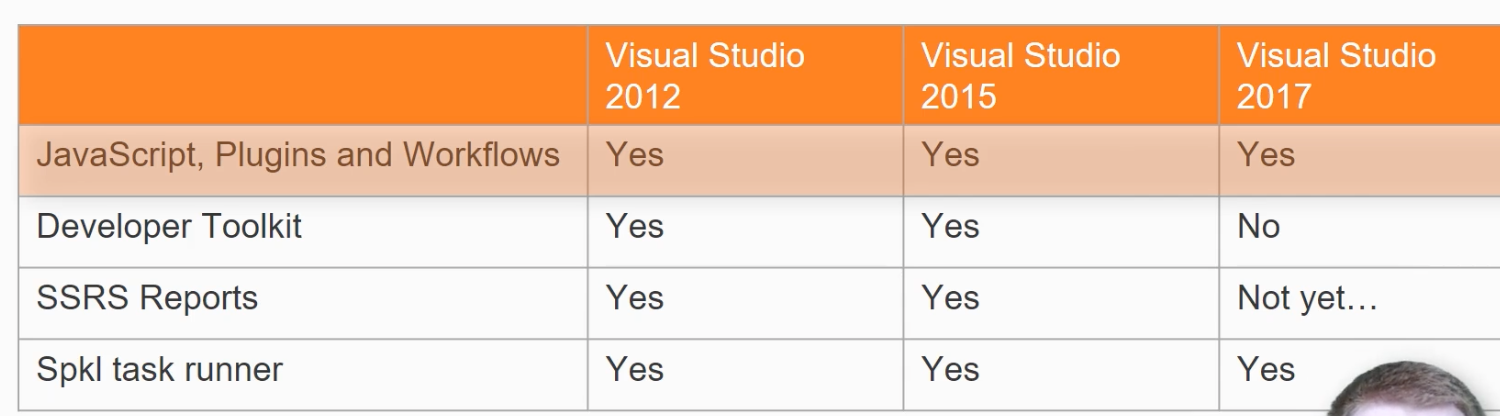 Visual Studio 2012
Visual Studio 2015
Visual Studio 2017
JavaScript, Plugins and Workflows Yes Yes Yes
Developer Toolkit Yes Yes No
SSRS Reports Yes Yes Not yet…
Spkl task runner Yes Yes Yes